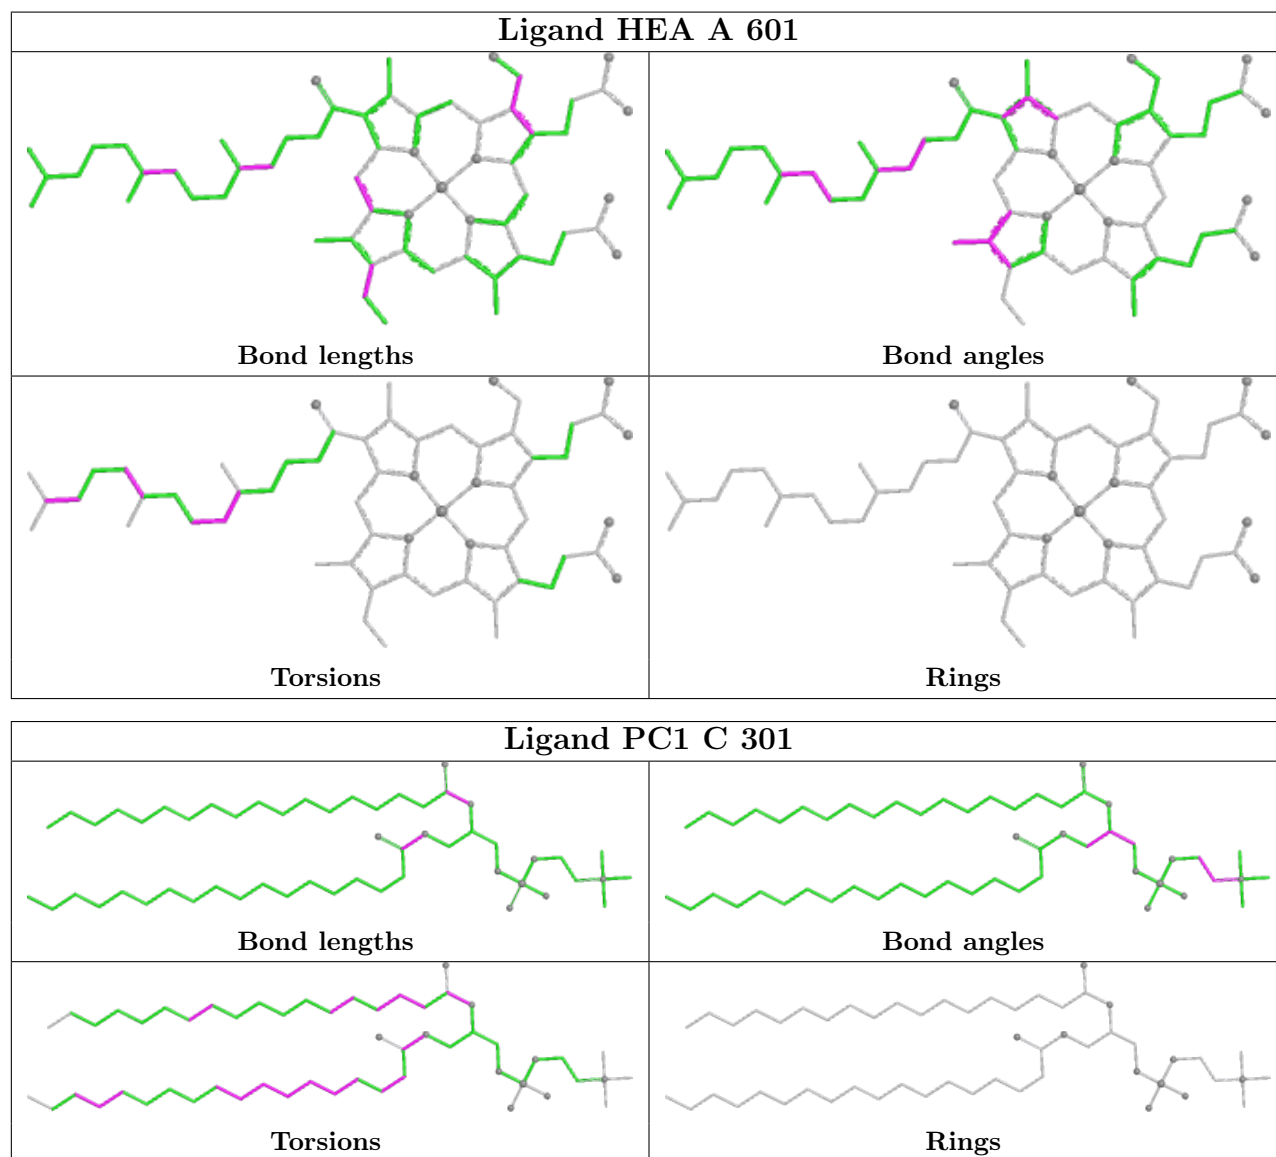 Ligand HEA A 601
Bond lengths
Bond angles
Torsions
Rings
Ligand PC1 C 301
Bond lengths
Bond angles
Torsions
Rings